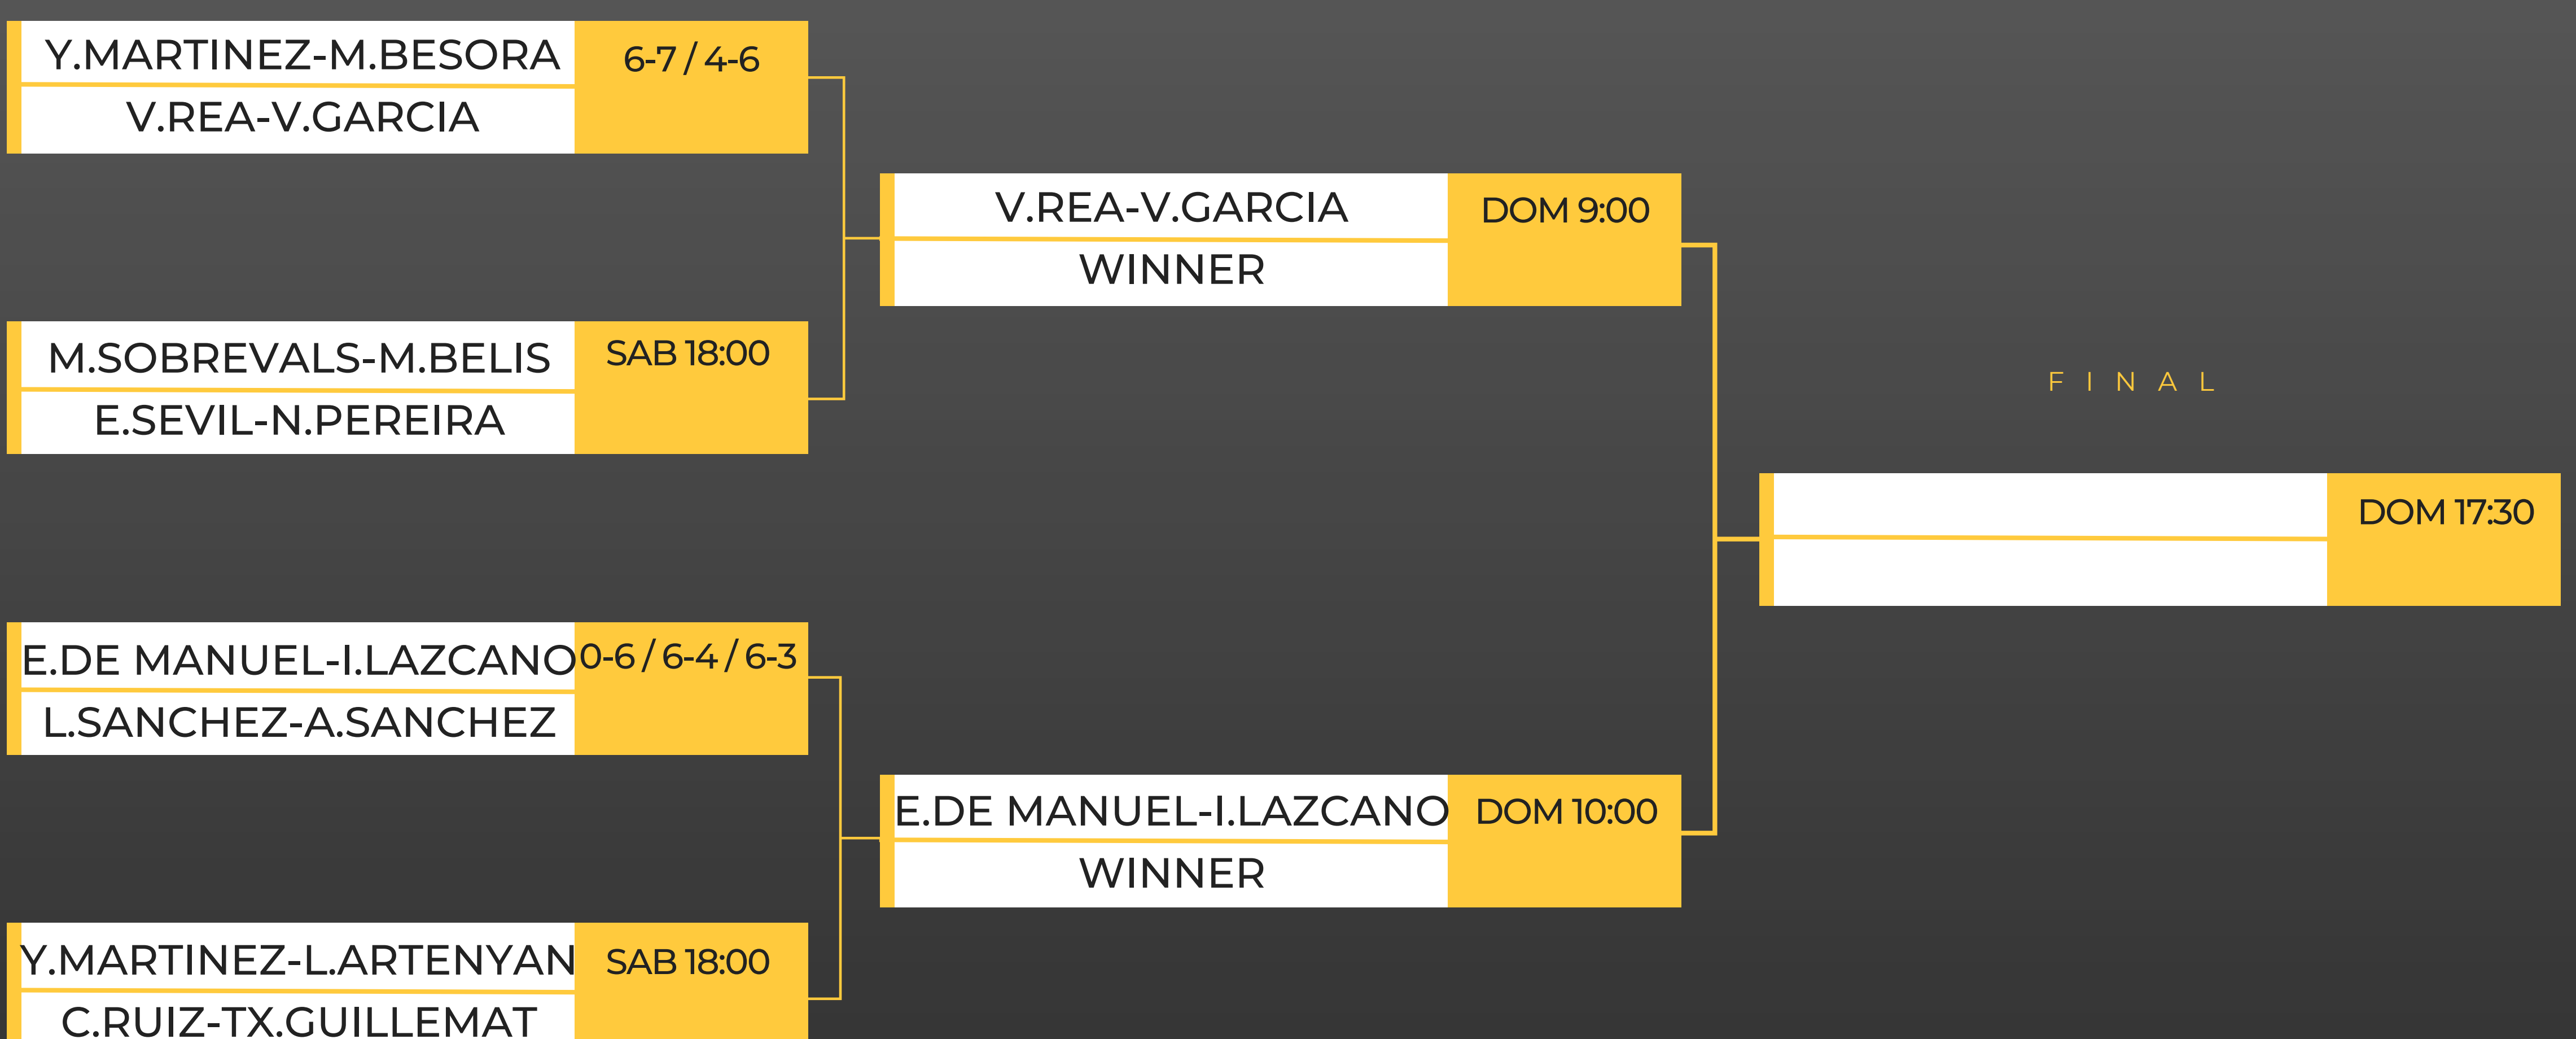 Y.MARTINEZ-M.BESORA
6-7 / 4-6
V.REA-V.GARCIA
V.REA-V.GARCIA
DOM 9:00
WINNER
M.SOBREVALS-M.BELIS
SAB 18:00
E.SEVIL-N.PEREIRA
FINAL
DOM 17:30
E.DE MANUEL-I.LAZCANO
0-6 / 6-4 / 6-3
L.SANCHEZ-A.SANCHEZ
E.DE MANUEL-I.LAZCANO
DOM 10:00
WINNER
Y.MARTINEZ-L.ARTENYAN
SAB 18:00
C.RUIZ-TX.GUILLEMAT